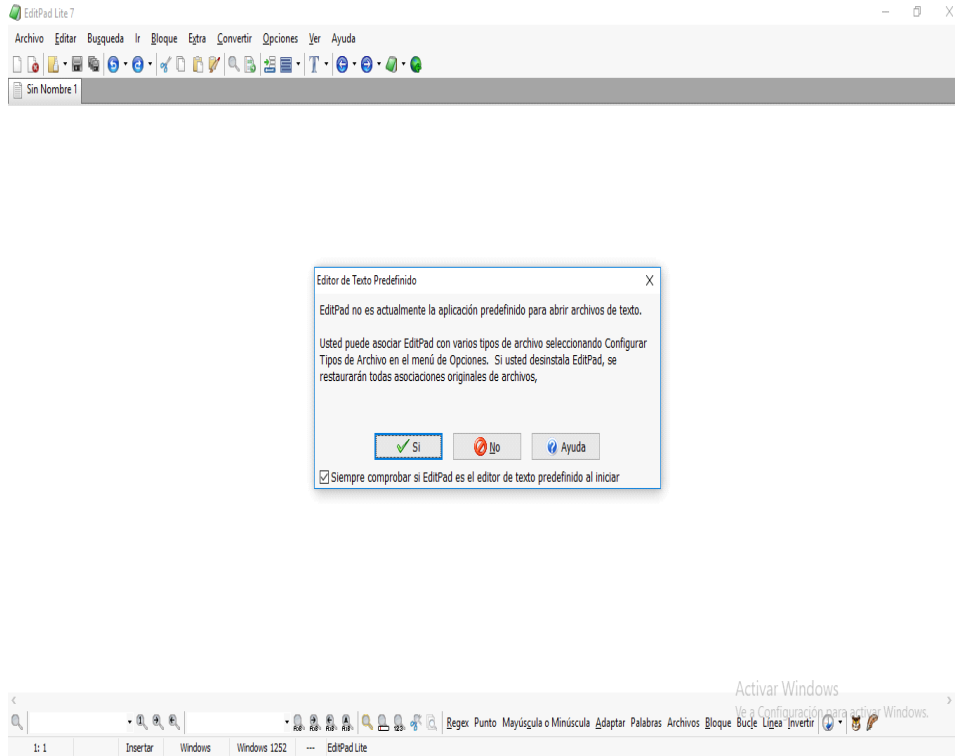 EditPad Lite 7
Archivo Editar Busqueda Ir Bloque Extra Convertir Opciones Ver Ayuda
Sin Nombre 1
Editor de Texto Predefinido
EditPad no es actualmente la aplicación predefinido para abrir archivos de texto.
Usted puede asociar EditPad con varios tipos de archivo seleccionando Configurar
Tipos de Archivo en el menú de Opciones. Si usted desinstala EditPad, se
restaurarán todas asociaciones originales de archivos,
Si No Ayuda
Siempre comprobar si EditPad es el editor de texto predefinido al iniciar
Activar Windows
Ve a Configuración para activar Windows.
Regex Punto Mayúscula o Minúscula Adaptar Palabras Archivos Bloque Bucle Línea Invertir
1: 1 Insertar Windows Windows 1252 --- EditPad Lite